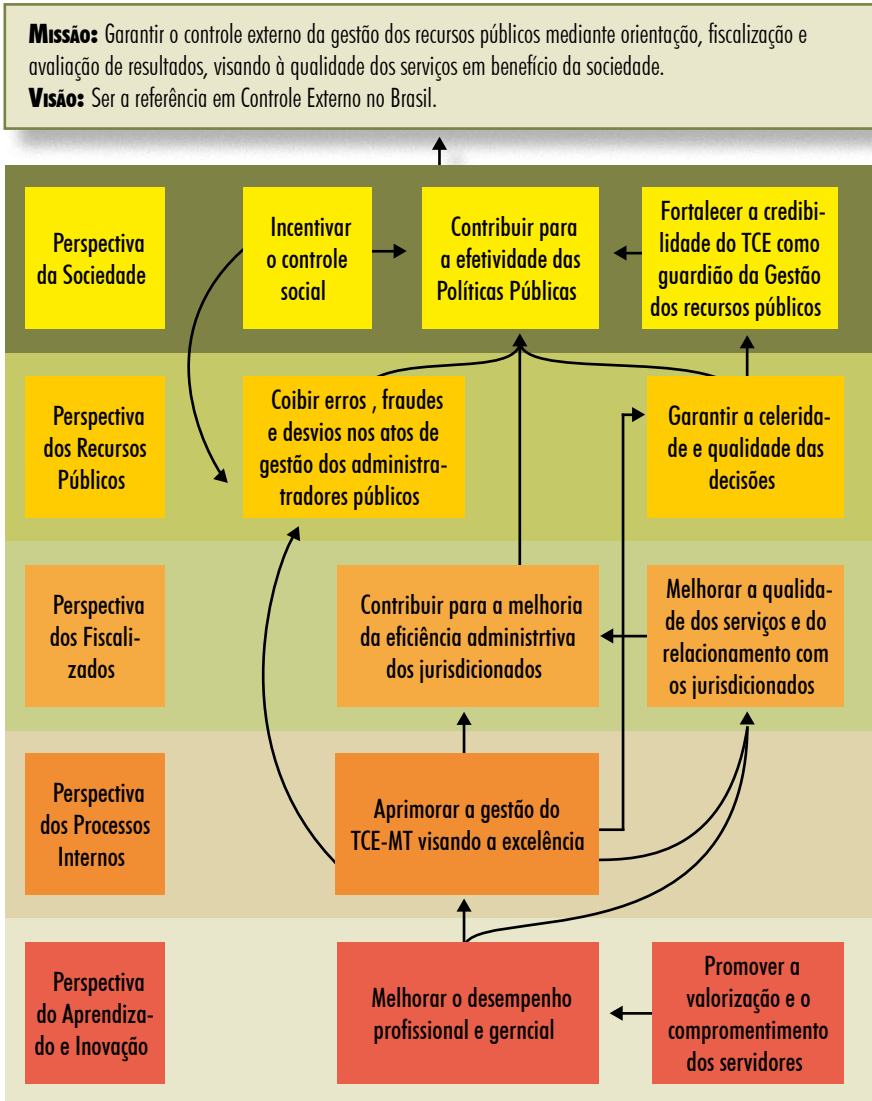 Missão: Garantir o controle externo da gestão dos recursos públicos mediante orientação, fiscalização e
avaliação de resultados, visando à qualidade dos serviços em benefício da sociedade.
Visão: Ser a referência em Controle Externo no Brasil.
Perspectiva
da Sociedade
Incentivar
o controle
social
Contribuir para
a efetividade das
Políticas Públicas
Fortalecer a credibi-
lidade do TCE como
guardião da Gestão
dos recursos públicos
Perspectiva
dos Recursos
Públicos
Coibir erros , fraudes
e desvios nos atos de
gestão dos administra-
tradores públicos
Garantir a celerida-
de e qualidade das
decisões
Perspectiva
dos Fiscali-
zados
Contribuir para a melhoria
da eficiência administrtiva
dos jurisdicionados
Melhorar a qualida-
de dos serviços e do
relacionamento com
os jurisdicionados
Perspectiva
dos Processos
Internos
Aprimorar a gestão do
TCE-MT visando a excelência
Perspectiva
do Aprendiza-
do e Inovação
Melhorar o desempenho
profissional e gerncial
Promover a
valorização e o
compromentimento
dos servidores